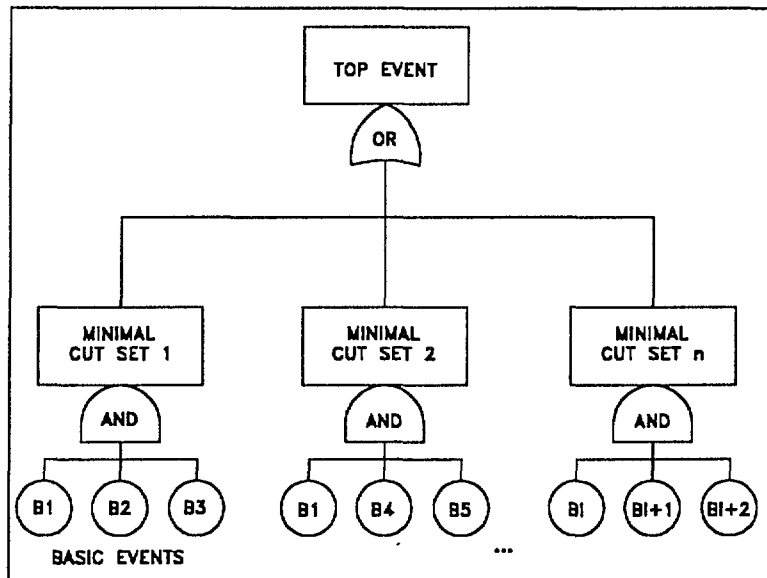 TOP EVENT
OR
MINIMAL
CUT SET 1
MINIMAL
CUT SET 2
MINIMAL
CUT SET n
AND
AND
AND
B1
B2
B3
B1
B4
B5
BI
BI+1
BI+2
BASIC EVENTS
...